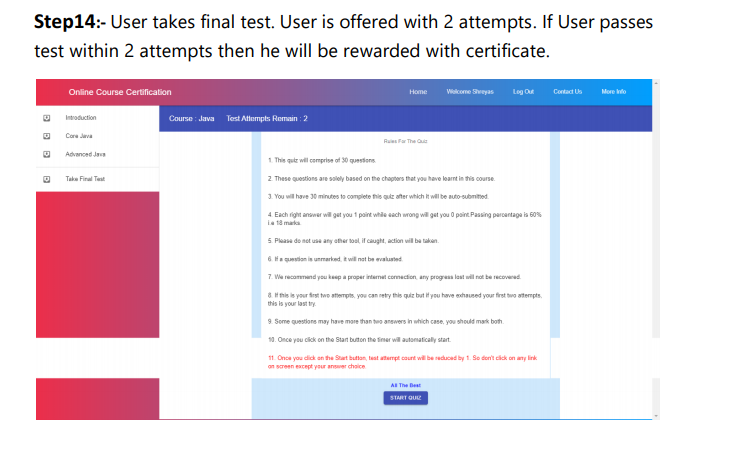 Step14:- User takes final test. User is offered with 2 attempts. If User passes
test within 2 attempts then he will be rewarded with certificate.
Online Course Certification
Home Welcome Shreyas Log Out Contact Us More Info
Introduction
Core Java
Advanced Java
Take Final Test
Course : Java Test Attempts Remain : 2
Rules For The Quiz
1. This quiz will comprise of 30 questions.
2. These questions are solely based on the chapters that you have learnt in this course.
3. You will have 30 minutes to complete this quiz after which it will be auto-submitted.
4. Each right answer will get you 1 point while each wrong will get you 0 point.Passing percentage is 60%
i.e 18 marks.
5. Please do not use any other tool, if caught, action will be taken.
6. If a question is unmarked, it will not be evaluated.
7. We recommend you keep a proper internet connection, any progress lost will not be recovered.
8. If this is your first two attempts, you can retry this quiz but if you have exhaused your first two attempts,
this is your last try.
9. Some questions may have more than two answers in which case, you should mark both.
10. Once you click on the Start button the timer will automatically start.
11. Once you click on the Start button, test attempt count will be reduced by 1. So don't click on any link
on screen except your answer choice.
All The Best
START QUIZ